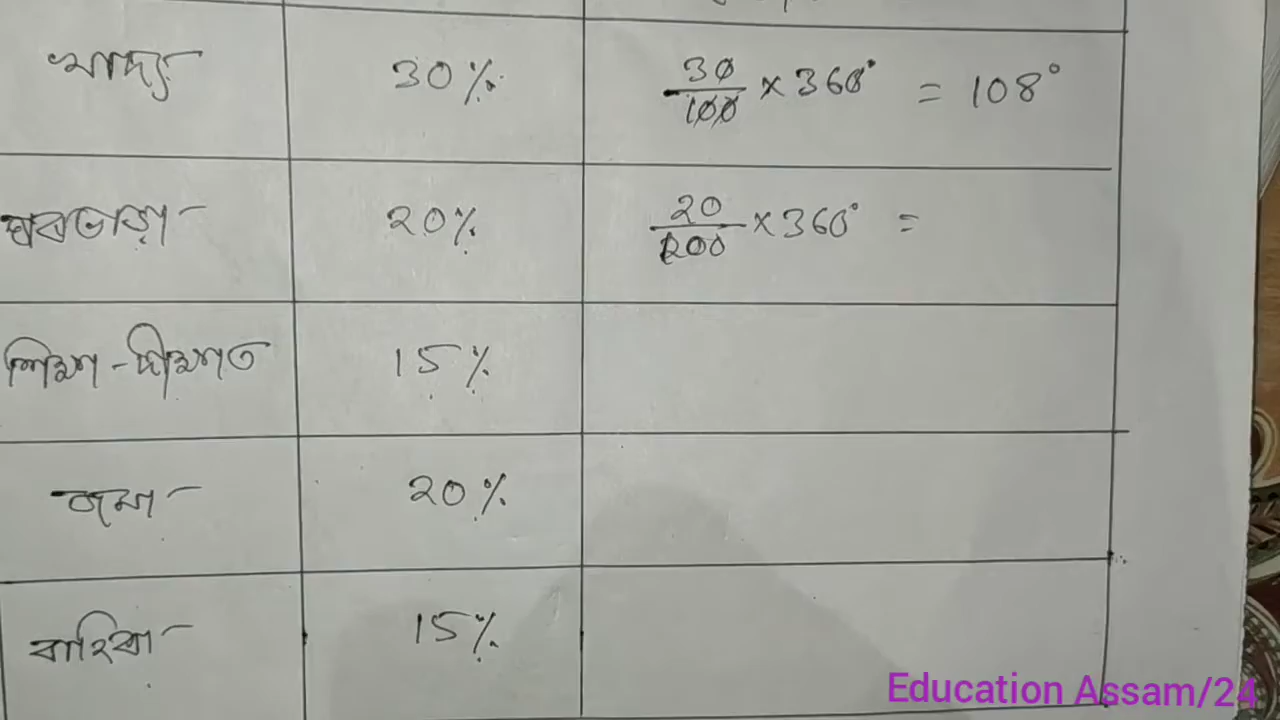 খাদ্য 30% 30/100 × 360° = 108°
ঘৰভাড়া 20% 20/200 × 360° =
শিক্ষা - দীক্ষাত 15%
জমা 20%
বাহিৰা 15%
Education Assam/24